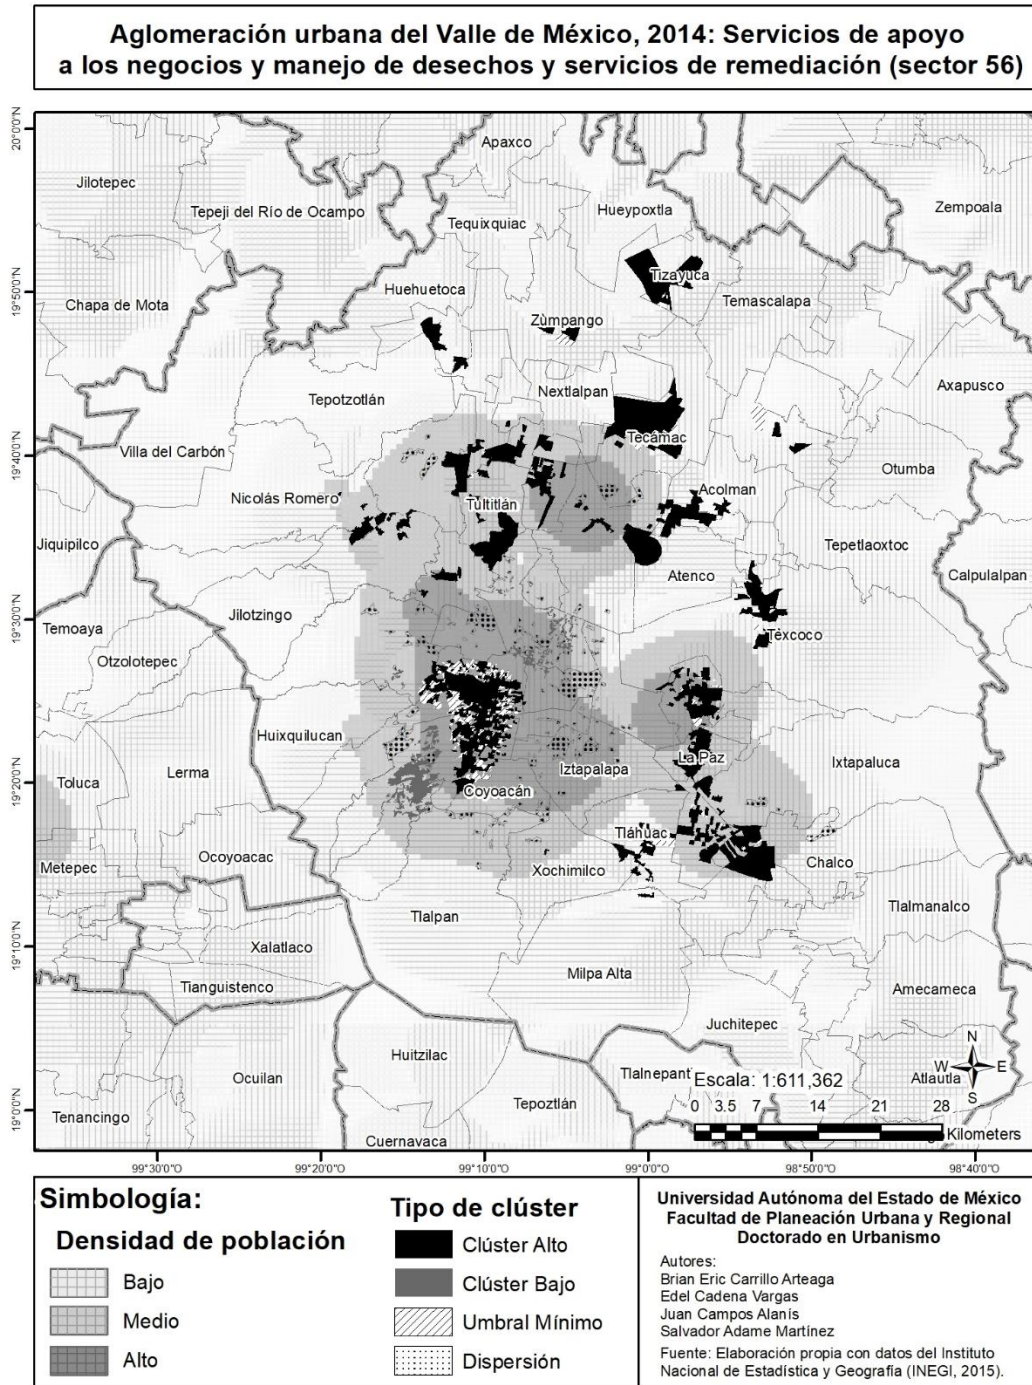 Aglomeración urbana del Valle de México, 2014: Servicios de apoyo
a los negocios y manejo de desechos y servicios de remediación (sector 56)
20°0'0"N
Apaxco
Jilotepec
Tepeji del Río de Ocampo
Hueypoxtla
Zempoala
Tequixquiac
Tizayuca
19°50'0"N
Huehuetoca
Temascalapa
Chapa de Mota
Zùmpango
Nextlalpan
Axapusco
Tepotzotlán
Tecámac
19°40'0"N
Villa del Carbón
Otumba
Nicolás Romero
Tultitlán
Acolman
Jiquipilco
Tepetlaoxtoc
Atenco
Calpulalpan
Jilotzingo
19°30'0"N
Temoaya
Tèxcoco
Otzolotepec
Huixquilucan
La Paz
Ixtapaluca
Iztapalapa
Lerma
Toluca
19°20'0"N
Coyoacán
Tláhuac
Ocoyoacac
Metepec
Chalco
Xochimilco
Tlalpan
Tlalmanalco
Xalatlaco
19°10'0"N
Milpa Alta
Tianguistenco
Amecameca
Juchitepec
N
Huitzilac
W E
Ocuilan
Tlalnepant
Escala: 1:611,362
Atlautla
S
19°0'0"N
Tenancingo
Tepoztlán
0 3.5 7 14 21 28
Kilometers
Cuernavaca
99°30'0"O 99°20'0"O 99°10'0"O 99°0'0"O 98°50'0"O 98°40'0"O
Simbología:
Densidad de población
Bajo
Medio
Alto
Tipo de clúster
Clúster Alto
Clúster Bajo
Umbral Mínimo
Dispersión
Universidad Autónoma del Estado de México
Facultad de Planeación Urbana y Regional
Doctorado en Urbanismo
Autores:
Brian Eric Carrillo Arteaga
Edel Cadena Vargas
Juan Campos Alanís
Salvador Adame Martínez
Fuente: Elaboración propia con datos del Instituto
Nacional de Estadística y Geografía (INEGI, 2015).